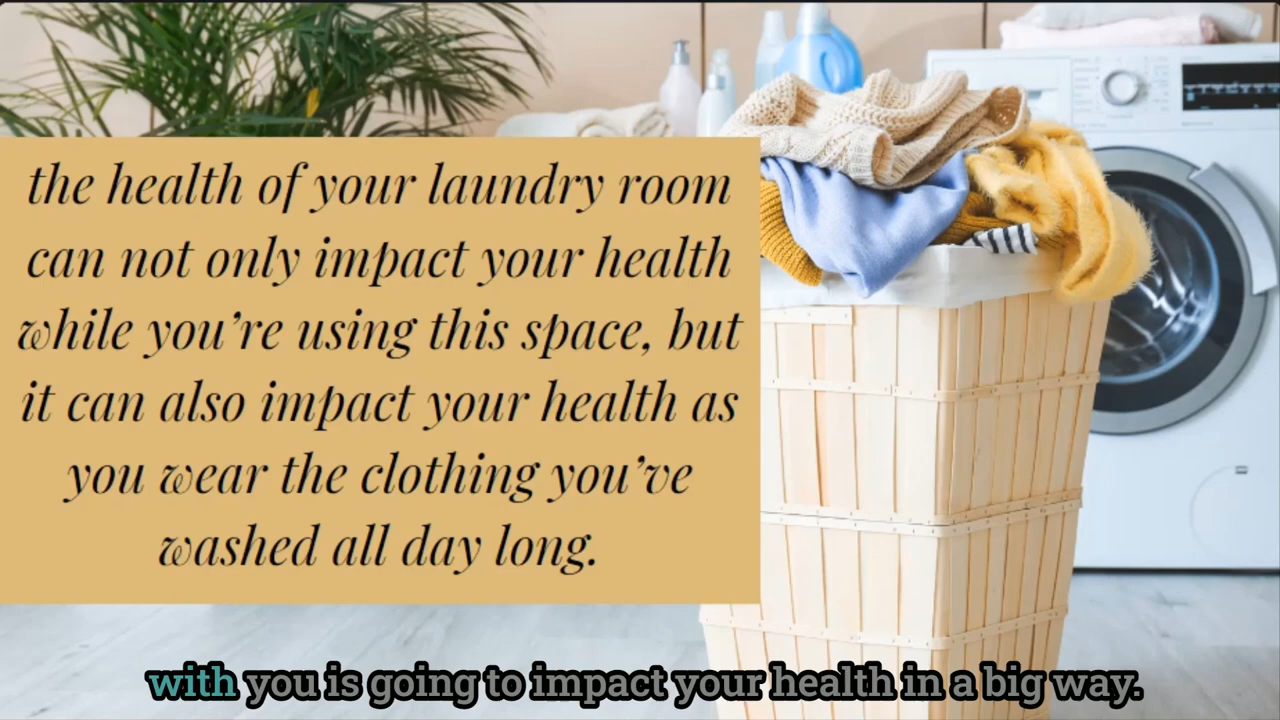 the health of your laundry room
can not only impact your health
while you’re using this space, but
it can also impact your health as
you wear the clothing you’ve
washed all day long.
with you is going to impact your health in a big way.